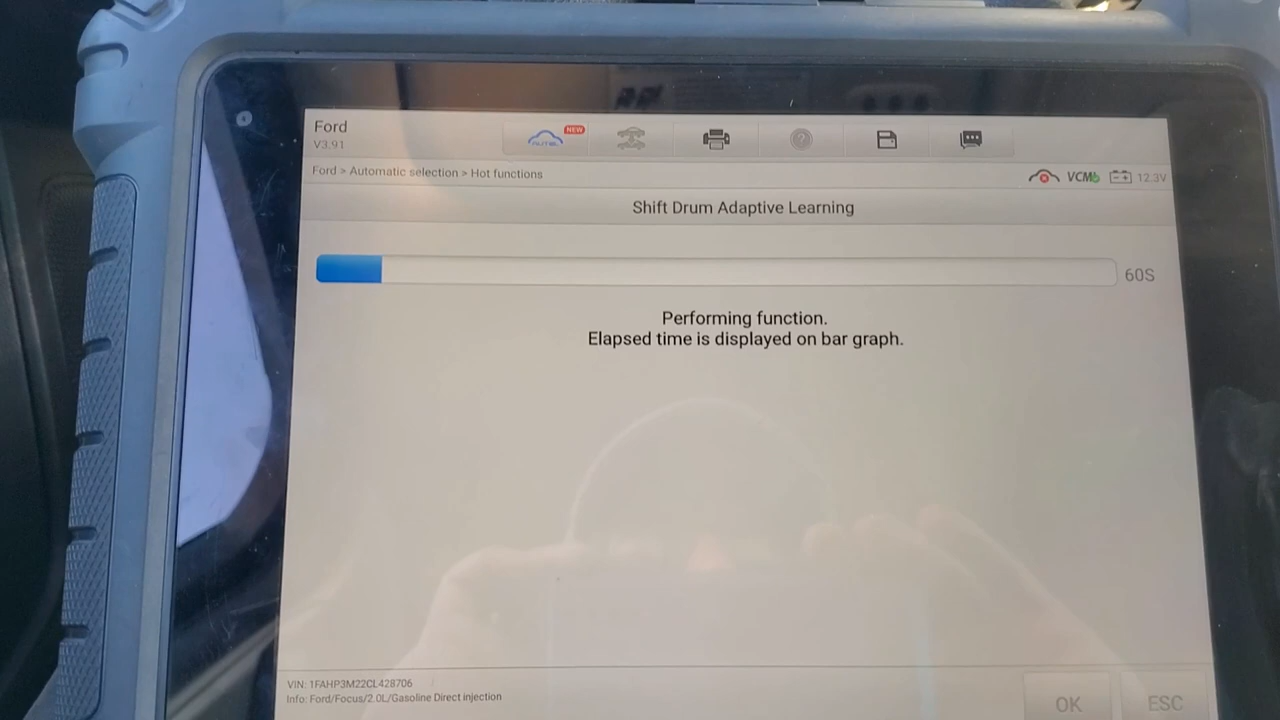 Ford
V3.91
AUTEL
NEW
Ford > Automatic selection > Hot functions
VCM
12.3V
Shift Drum Adaptive Learning
60S
Performing function.
Elapsed time is displayed on bar graph.
VIN: 1FAHP3M22CL428706
Info: Ford/Focus/2.0L/Gasoline Direct injection
OK
ESC